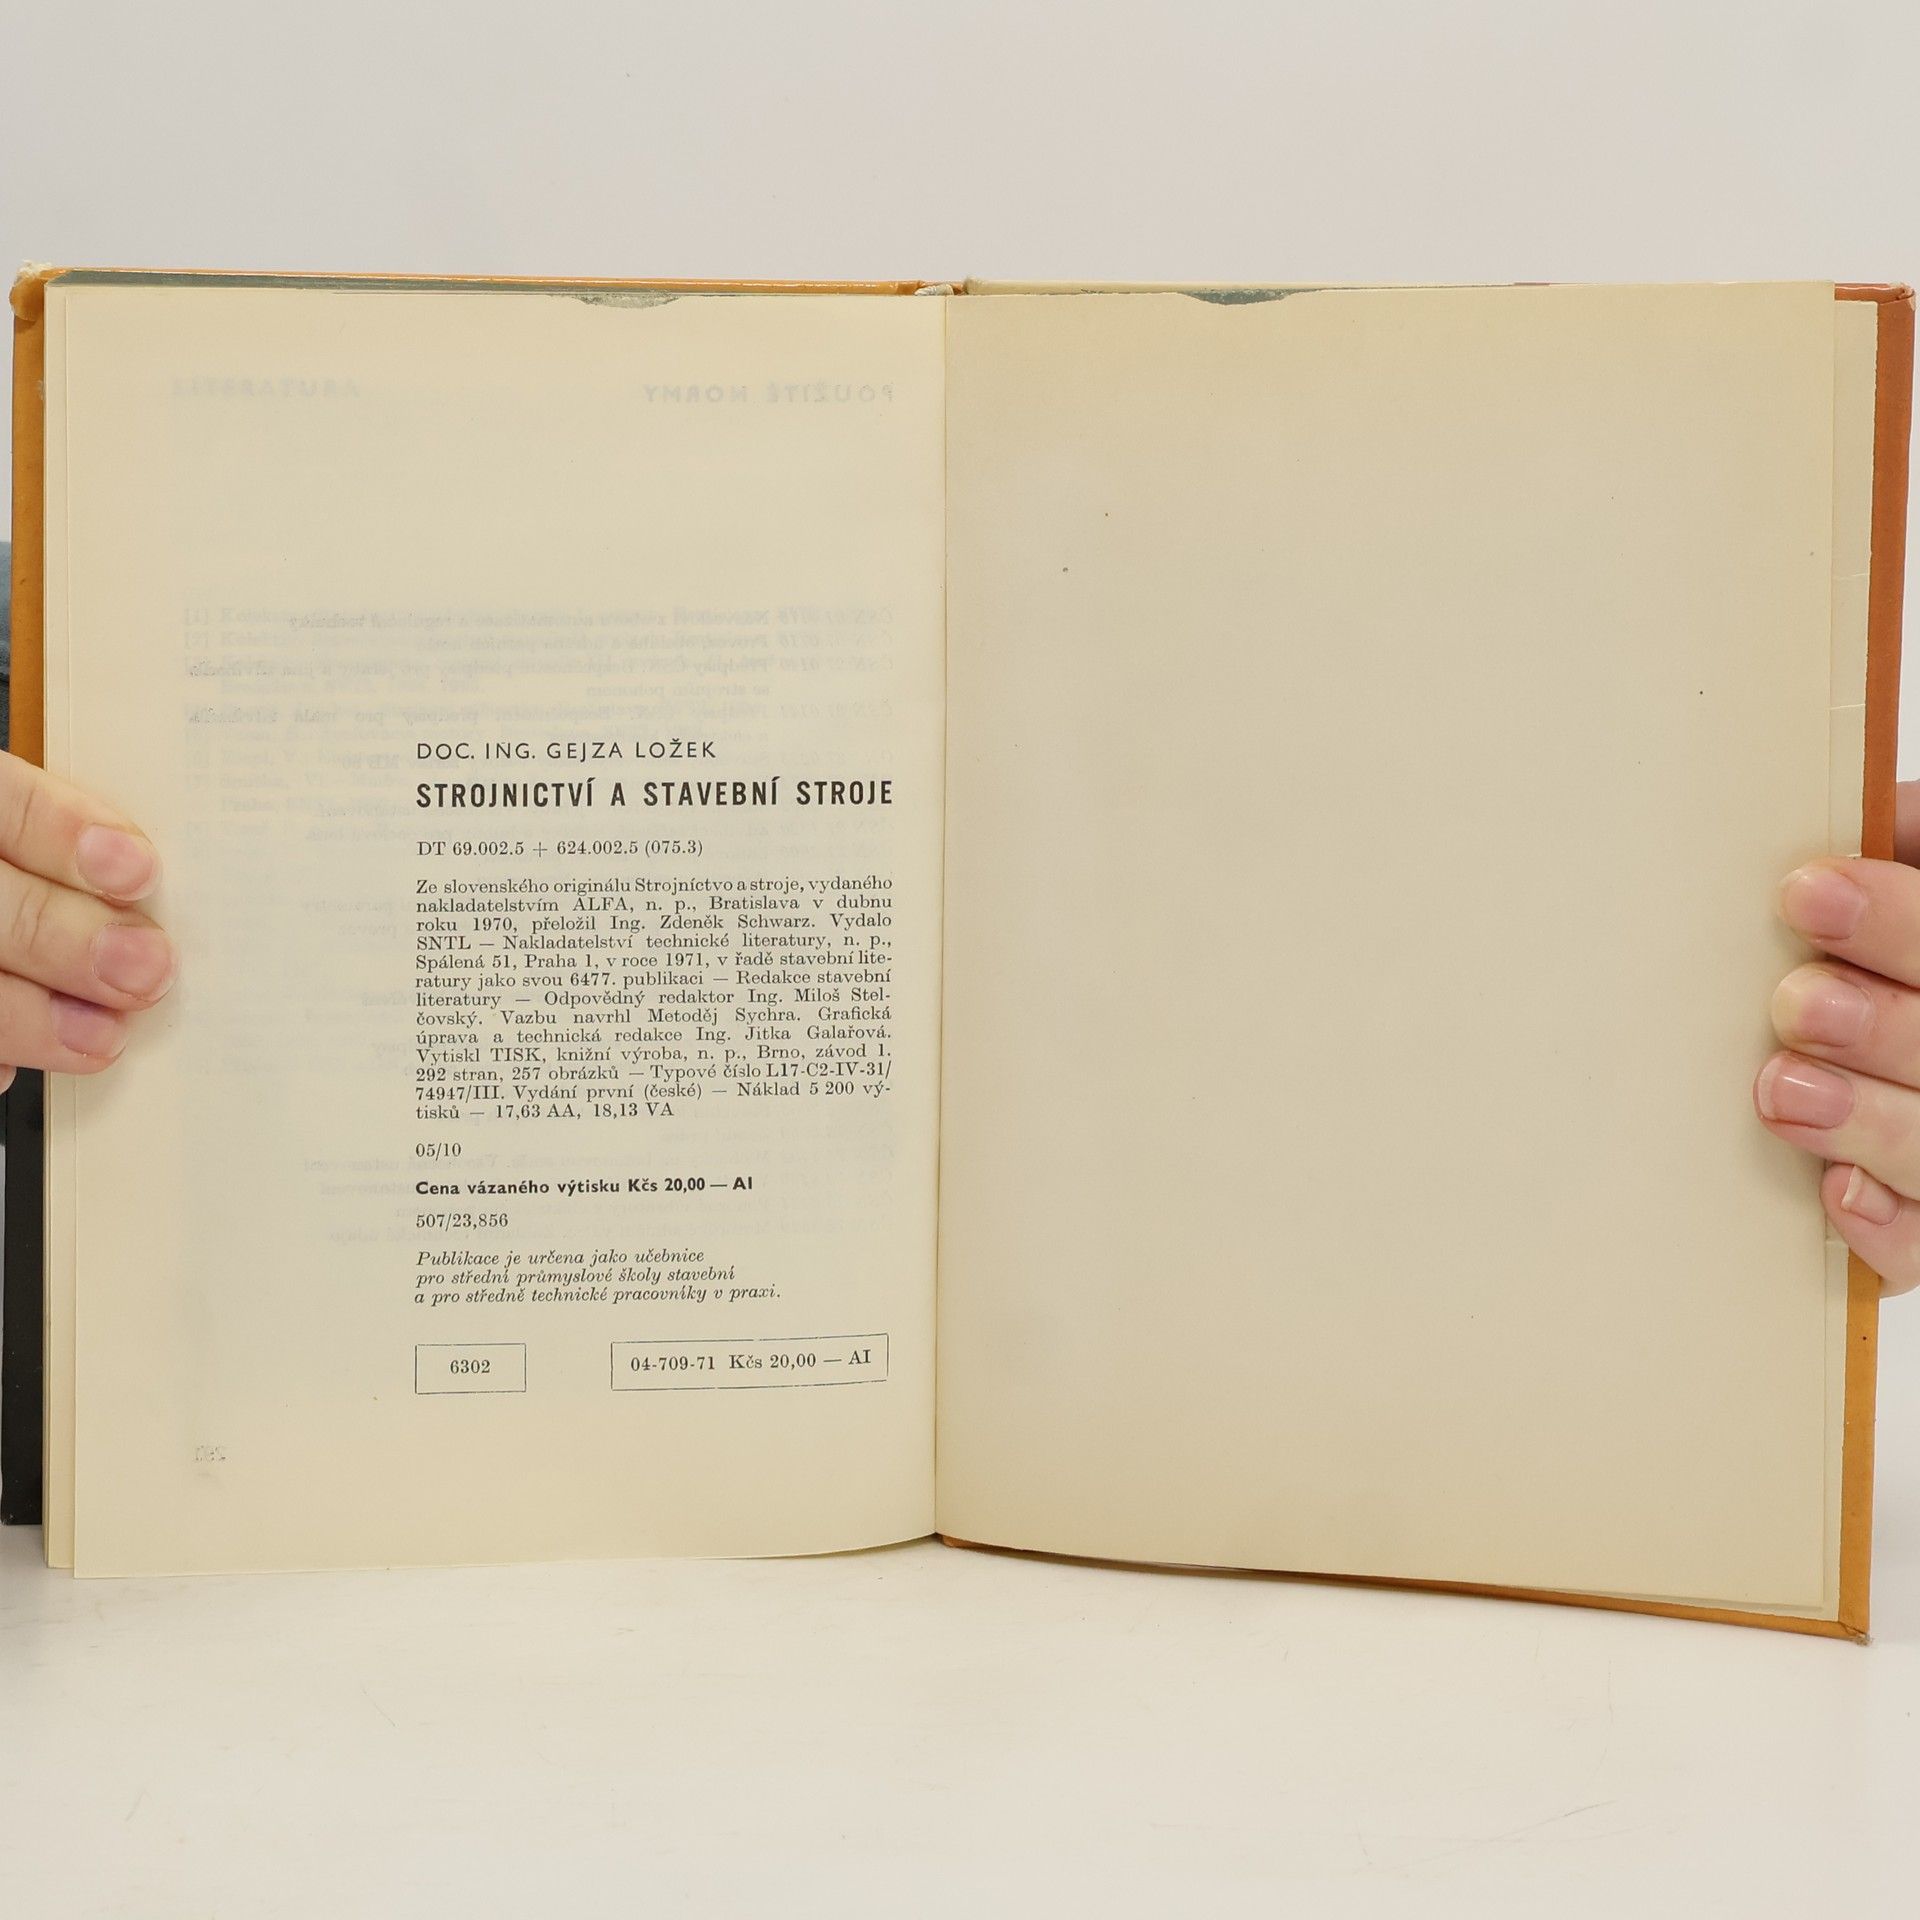 DOC. ING. GEJZA LOŽEK
STROJNICTVÍ A STAVEBNÍ STROJE
DT 69.002.5 + 624.002.5 (075.3)
Ze slovenského originálu Strojníctvo a stroje, vydaného
nakladatelstvím ALFA, n. p., Bratislava v dubnu
roku 1970, přeložil Ing. Zdeněk Schwarz. Vydalo
SNTL — Nakladatelství technické literatury, n. p.,
Spálená 51, Praha 1, v roce 1971, v řadě stavební lite-
ratury jako svou 6477. publikaci — Redakce stavební
literatury — Odpovědný redaktor Ing. Miloš Stel-
čovský. Vazbu navrhl Metoděj Sychra. Grafická
úprava a technická redakce Ing. Jitka Galařová.
Vytiskl TISK, knižní výroba, n. p., Brno, závod 1.
292 stran, 257 obrázků — Typové číslo L17-C2-IV-31/
74947/III. Vydání první (české) — Náklad 5 200 vý-
tisků — 17,63 AA, 18,13 VA
05/10
Cena vázaného výtisku Kčs 20,00 — AI
507/23,856
Publikace je určena jako učebnice
pro střední průmyslové školy stavební
a pro středně technické pracovníky v praxi.
6302
04-709-71 Kčs 20,00 — AI